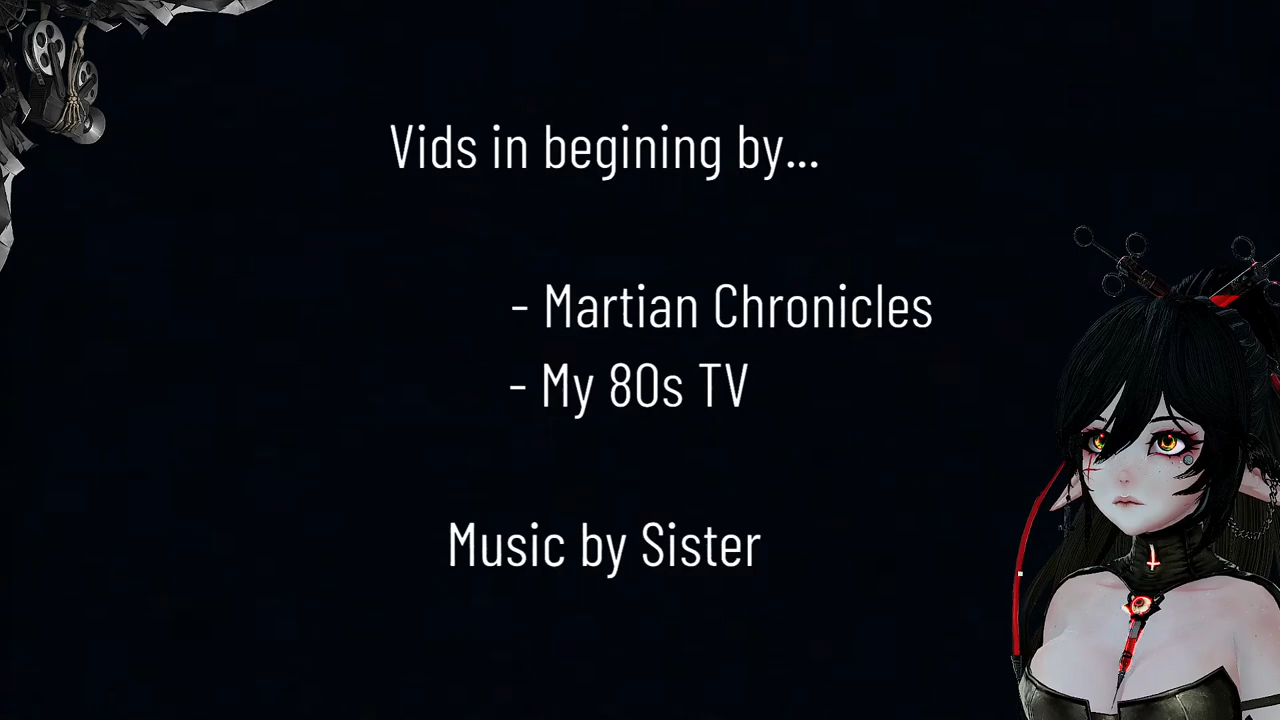 Vids in begining by...
- Martian Chronicles
- My 80s TV
Music by Sister